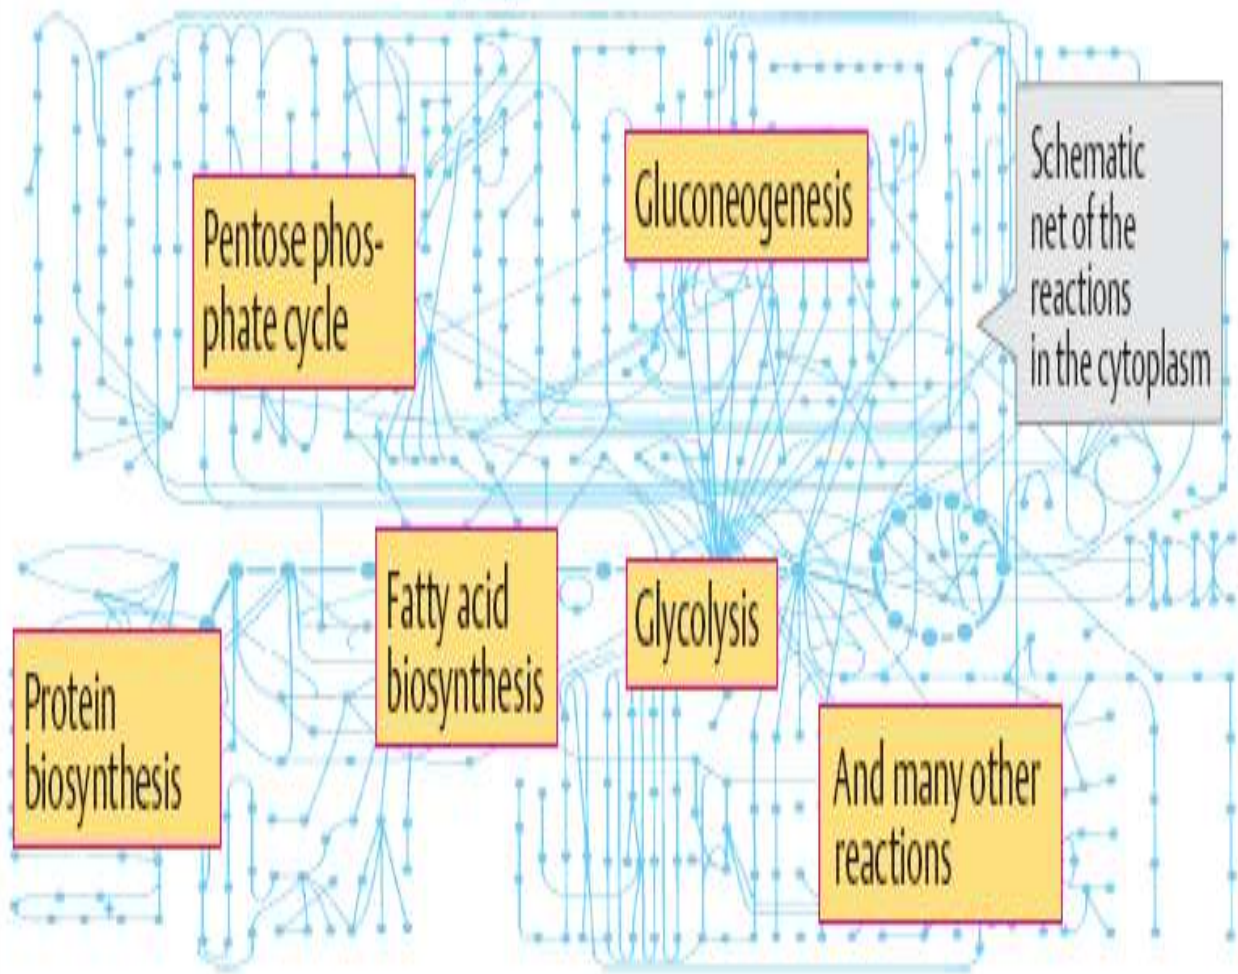 Pentose phos-
phate cycle
Gluconeogenesis
Schematic
net of the
reactions
in the cytoplasm
Fatty acid
biosynthesis
Glycolysis
Protein
biosynthesis
And many other
reactions